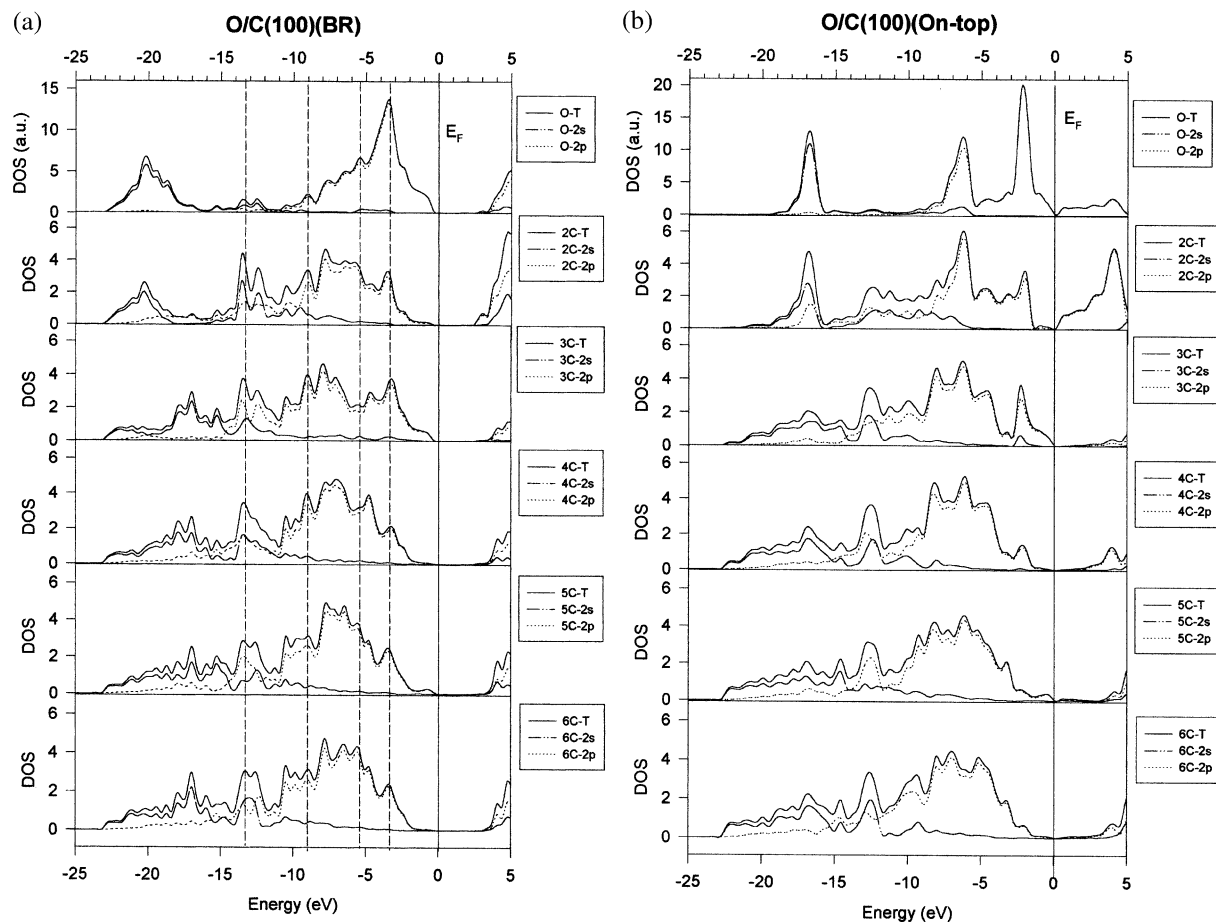 (a)
O/C(100)(BR)
-25 -20 -15 -10 -5 0 5
DOS (a.u.)
15
10
5
0
E_F
O-T
O-2s
O-2p
DOS
6
4
2
0
2C-T
2C-2s
2C-2p
DOS
6
4
2
0
3C-T
3C-2s
3C-2p
DOS
6
4
2
0
4C-T
4C-2s
4C-2p
DOS
6
4
2
0
5C-T
5C-2s
5C-2p
DOS
6
4
2
0
6C-T
6C-2s
6C-2p
-25 -20 -15 -10 -5 0 5
Energy (eV)
(b)
O/C(100)(On-top)
-25 -20 -15 -10 -5 0 5
DOS (a.u.)
20
15
10
5
0
E_F
O-T
O-2s
O-2p
DOS
6
4
2
0
2C-T
2C-2s
2C-2p
DOS
6
4
2
0
3C-T
3C-2s
3C-2p
DOS
6
4
2
0
4C-T
4C-2s
4C-2p
DOS
6
4
2
0
5C-T
5C-2s
5C-2p
DOS
6
4
2
0
6C-T
6C-2s
6C-2p
-25 -20 -15 -10 -5 0 5
Energy (eV)